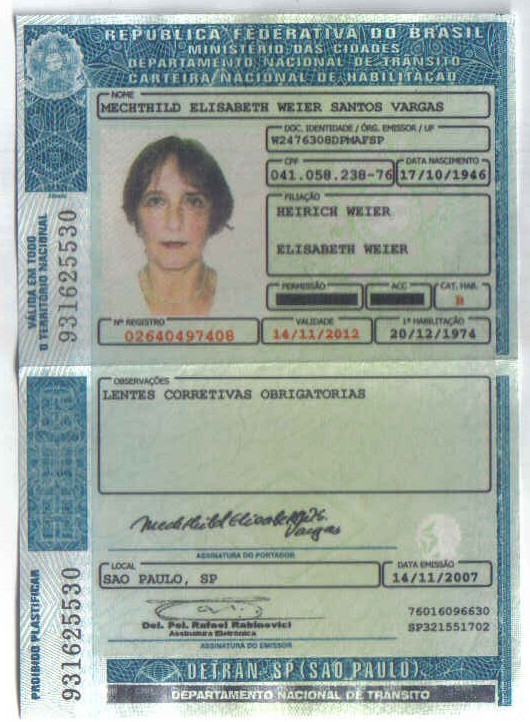 REPÚBLICA FEDERATIVA DO BRASIL
MINISTÉRIO DAS CIDADES
DEPARTAMENTO NACIONAL DE TRÂNSITO
CARTEIRA NACIONAL DE HABILITAÇÃO
NOME
MECHTHILD ELISABETH WEIER SANTOS VARGAS
DOC. IDENTIDADE / ÓRG. EMISSOR / UF
W2476308DPMAFSP
CPF
DATA NASCIMENTO
041.058.238-76
17/10/1946
FILIAÇÃO
HEIRICH WEIER
ELISABETH WEIER
PERMISSÃO
ACC
CAT. HAB.
B
Nº REGISTRO
VALIDADE
1ª HABILITAÇÃO
02640497408
14/11/2012
20/12/1974
VÁLIDA EM TODO
O TERRITÓRIO NACIONAL
931625530
OBSERVAÇÕES
LENTES CORRETIVAS OBRIGATORIAS
Vargas
ASSINATURA DO PORTADOR
LOCAL
DATA EMISSÃO
SAO PAULO, SP
14/11/2007
76016096630
SP321551702
Del. Pol. Rafael Rabinovici
Assinatura Eletrônica
ASSINATURA DO EMISSOR
PROIBIDO PLASTIFICAR
931625530
DETRAN SP (SAO PAULO)
DEPARTAMENTO NACIONAL DE TRÂNSITO